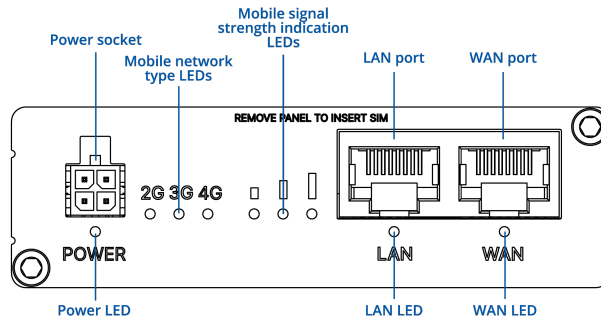 Mobile signal
strength indication
LEDs
Power socket
Mobile network
type LEDs
LAN port
WAN port
REMOVE PANEL TO INSERT SIM
2G 3G 4G
POWER
LAN
WAN
Power LED
LAN LED
WAN LED